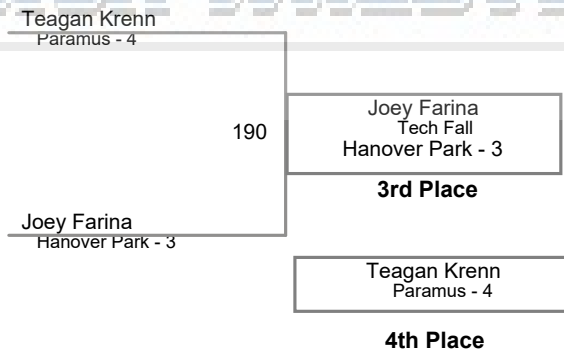 Teagan Krenn
Paramus - 4
190
Joey Farina
Tech Fall
Hanover Park - 3
3rd Place
Joey Farina
Hanover Park - 3
Teagan Krenn
Paramus - 4
4th Place